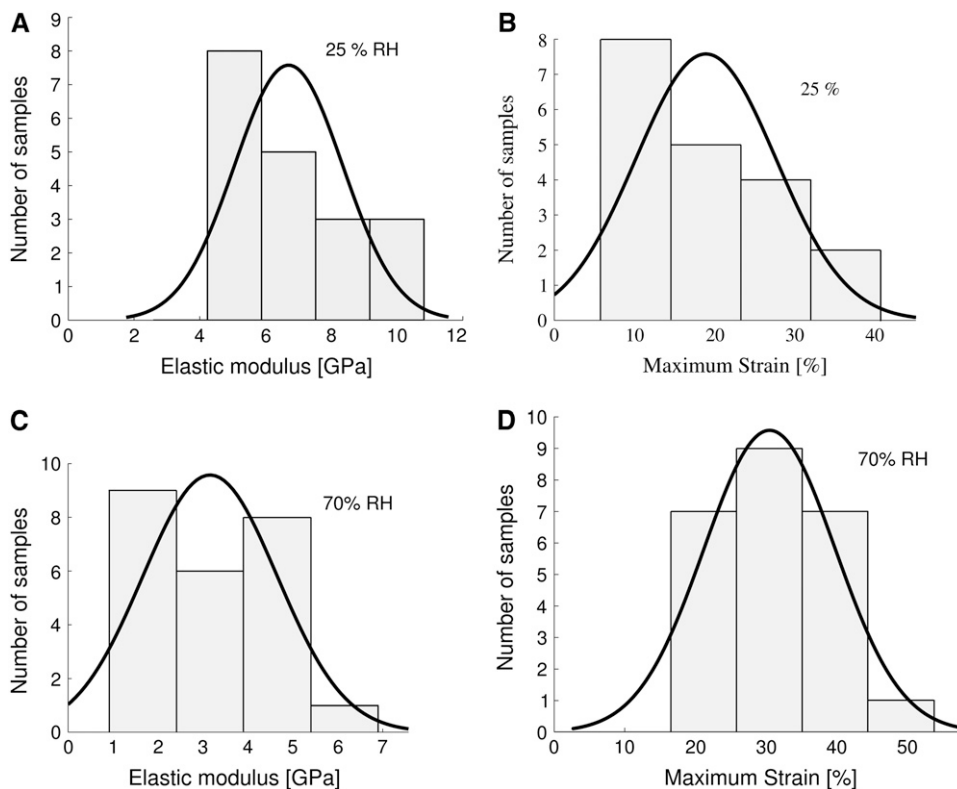 A
9
8
7
6
5
4
3
2
1
0
Number of samples
25 % RH
0 2 4 6 8 10 12
Elastic modulus [GPa]
B
8
7
6
5
4
3
2
1
0
Number of samples
25 %
0 10 20 30 40
Maximum Strain [%]
C
10
8
6
4
2
0
Number of samples
70% RH
0 1 2 3 4 5 6 7
Elastic modulus [GPa]
D
10
9
8
7
6
5
4
3
2
1
0
Number of samples
70% RH
0 10 20 30 40 50
Maximum Strain [%]